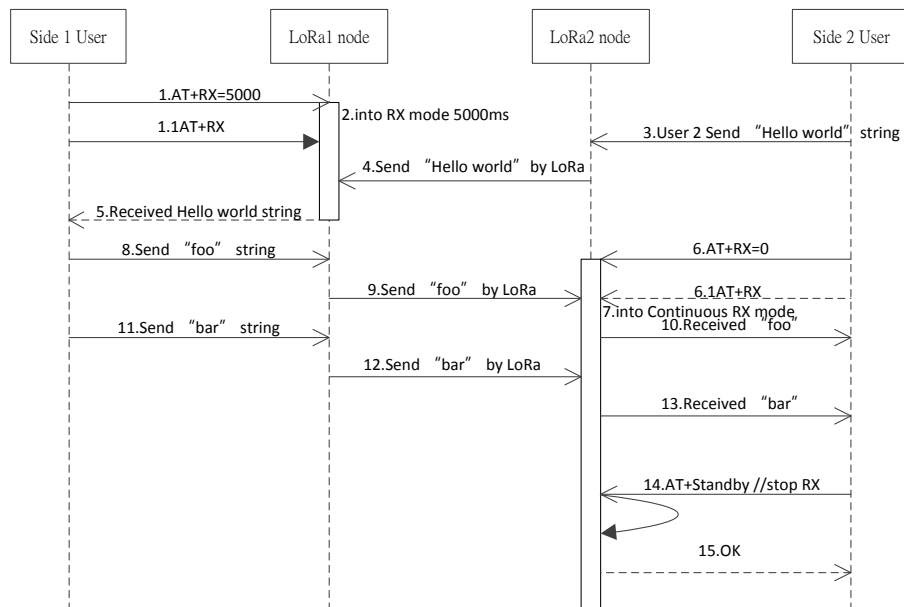 Side 1 User
LoRa1 node
LoRa2 node
Side 2 User
1.AT+RX=5000
2.into RX mode 5000ms
1.1AT+RX
3.User 2 Send “Hello world” string
4.Send “Hello world” by LoRa
5.Received Hello world string
8.Send “foo” string
6.AT+RX=0
9.Send “foo” by LoRa
6.1AT+RX
7.into Continuous RX mode
11.Send “bar” string
10.Received “foo”
12.Send “bar” by LoRa
13.Received “bar”
14.AT+Standby //stop RX
15.OK